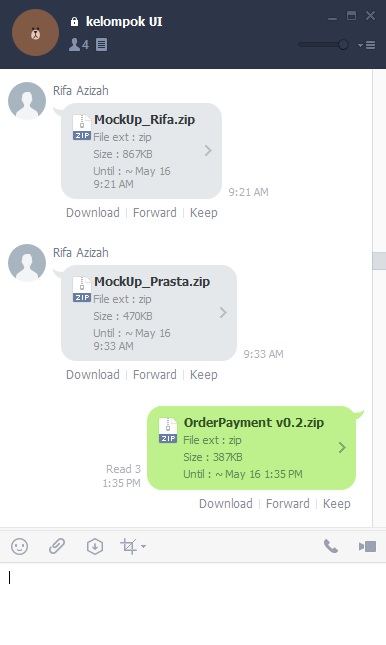 kelompok UI
4
Rifa Azizah
MockUp_Rifa.zip
ZIP
File ext : zip
Size : 867KB
Until : ~ May 16
9:21 AM
9:21 AM
Download | Forward | Keep
Rifa Azizah
MockUp_Prasta.zip
ZIP
File ext : zip
Size : 470KB
Until : ~ May 16
9:33 AM
9:33 AM
Download | Forward | Keep
OrderPayment v0.2.zip
ZIP
File ext : zip
Size : 387KB
Until : ~ May 16 1:35 PM
Read 3
1:35 PM
Download | Forward | Keep